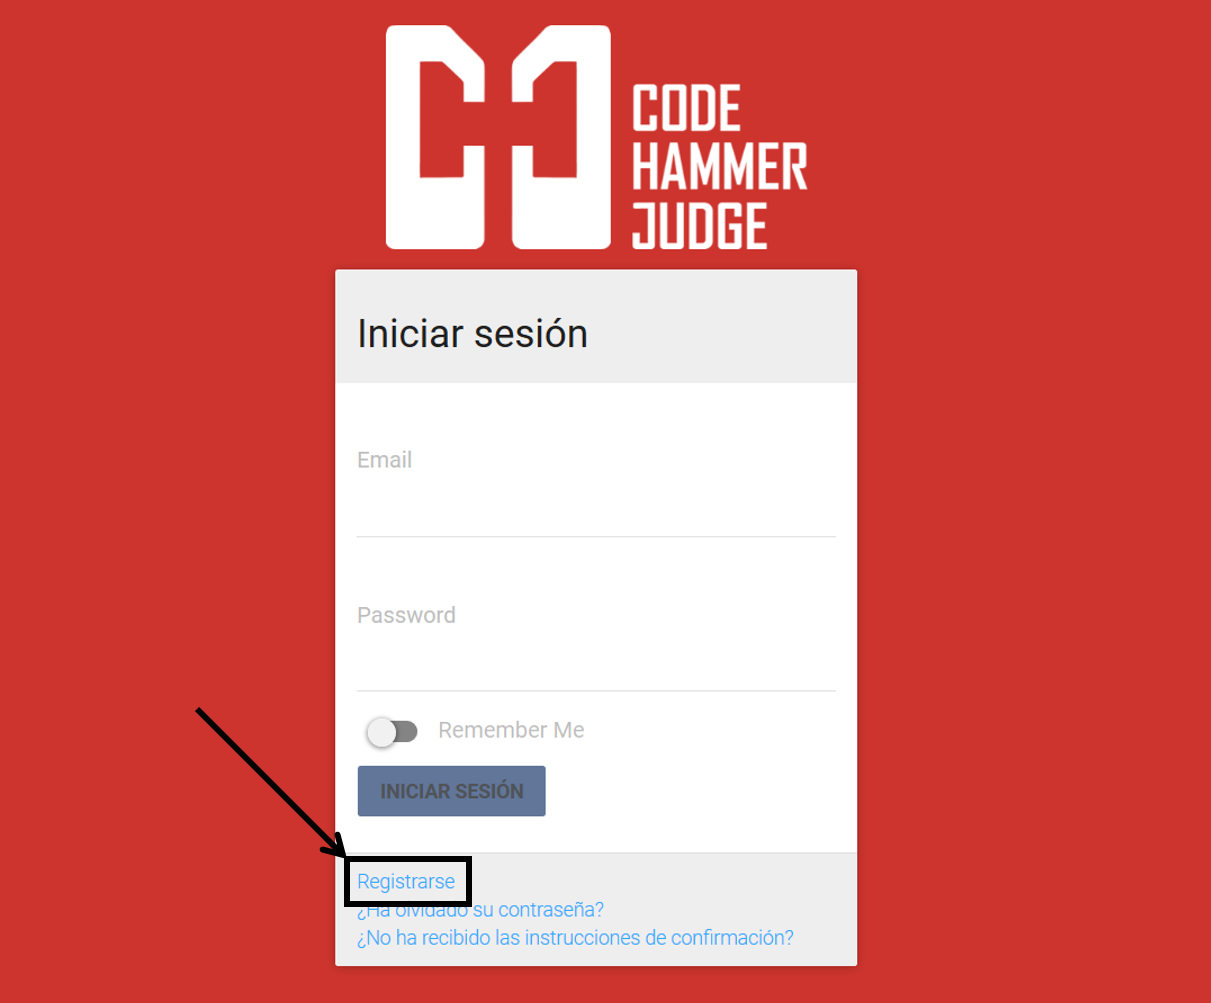 CODE
HAMMER
JUDGE
Iniciar sesión
Email
Password
Remember Me
INICIAR SESIÓN
Registrarse
¿Ha olvidado su contraseña?
¿No ha recibido las instrucciones de confirmación?